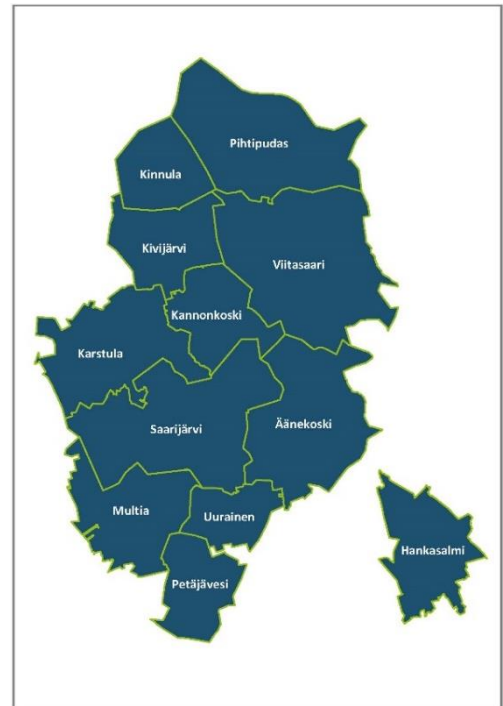 Pihtipudas
Kinnula
Kivijärvi
Viitasaari
Kannonkoski
Karstula
Saarijärvi
Äänekoski
Multia
Uurainen
Hankasalmi
Petäjävesi